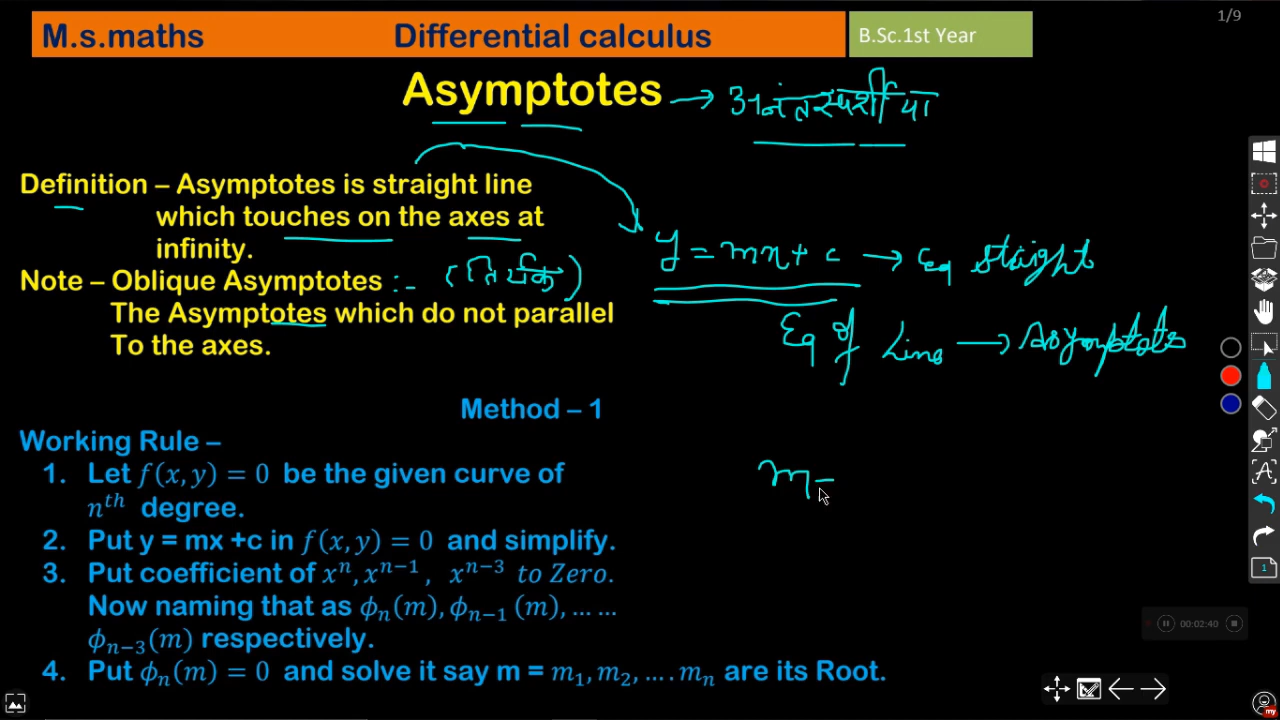 1/9
M.s.maths Differential calculus B.Sc.1st Year
Asymptotes → अनंतस्पर्शीया
Definition – Asymptotes is straight line
which touches on the axes at
infinity.
y = mx + c → Eq straight
Note – Oblique Asymptotes :- (तिर्यक)
The Asymptotes which do not parallel
To the axes.
Eq of Line → Asymptotes
Method – 1
Working Rule –
1. Let f(x, y) = 0 be the given curve of
nᵗʰ degree.
m =
2. Put y = mx +c in f(x, y) = 0 and simplify.
3. Put coefficient of xⁿ, xⁿ⁻¹ , xⁿ⁻³ to Zero.
Now naming that as ϕₙ(m), ϕₙ₋₁ (m), … …
ϕₙ₋₃(m) respectively.
4. Put ϕₙ(m) = 0 and solve it say m = m₁, m₂, … . mₙ are its Root.
00:02:40
1